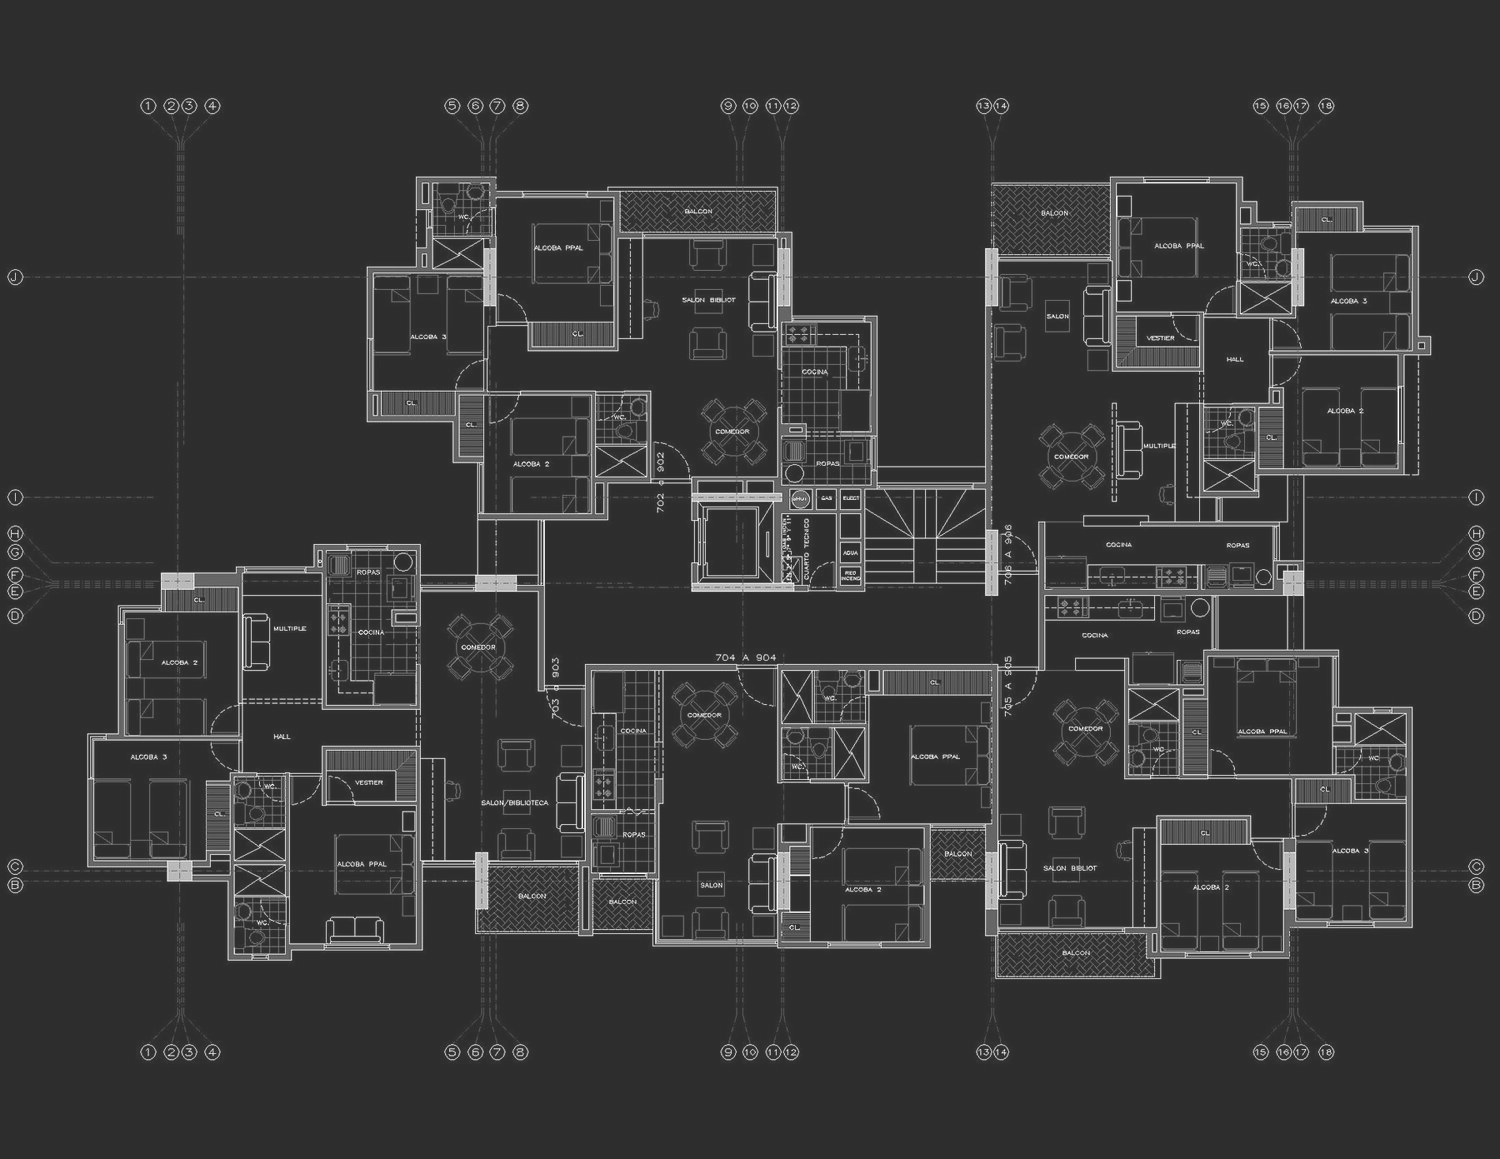 1 2 3 4 5 6 7 8 9 10 11 12 13 14 15 16 17 18
WC.
ALCOBA PPAL
BALCON
BALCON
ALCOBA PPAL
WC.
CL.
J
J
SALON BIBLIOT
SALON
ALCOBA 3
ALCOBA 3
CL.
VESTIER
HALL
COCINA
CL.
CL.
WC.
COMEDOR
ALCOBA 2
WC.
CL.
MULTIPLE
COMEDOR
ALCOBA 2
ROPAS
702 a 902
I
I
GAS
ELECT
CUARTO TECNICO
AGUA
RED
INCEND
706 A 906
H
H
G
G
COCINA
ROPAS
ROPAS
F
F
E
E
D
D
CL.
MULTIPLE
COCINA
COMEDOR
ALCOBA 2
COCINA
ROPAS
703 a 903
704 A 904
705 A 905
CL.
WC.
COMEDOR
HALL
COCINA
COMEDOR
CL.
ALCOBA PPAL
ALCOBA 3
WC.
ALCOBA PPAL
WC.
WC.
VESTIER
WC.
CL.
SALON/BIBLIOTECA
CL.
ROPAS
CL.
ALCOBA PPAL
BALCON
ALCOBA 3
C
C
SALON BIBLIOT
B
B
SALON
ALCOBA 2
ALCOBA 2
BALCON
BALCON
WC.
CL.
BALCON
1 2 3 4 5 6 7 8 9 10 11 12 13 14 15 16 17 18